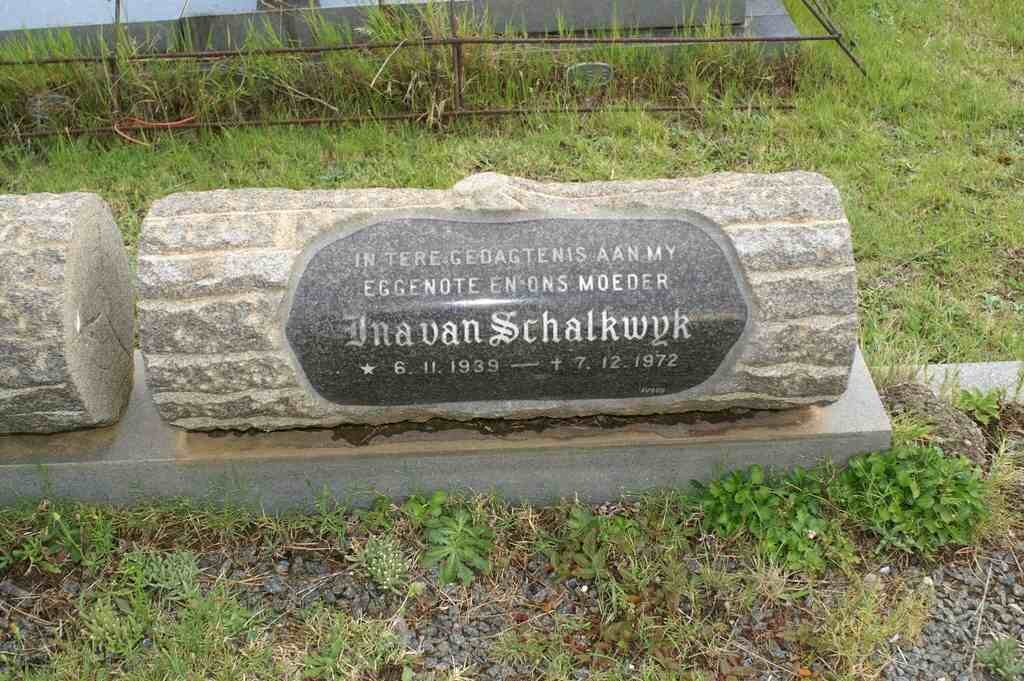 IN TERE GEDAGTENIS AAN MY
EGGENOTE EN ONS MOEDER
Ina van Schalkwyk
★ 6. 11. 1939 — ✝ 7. 12. 1972